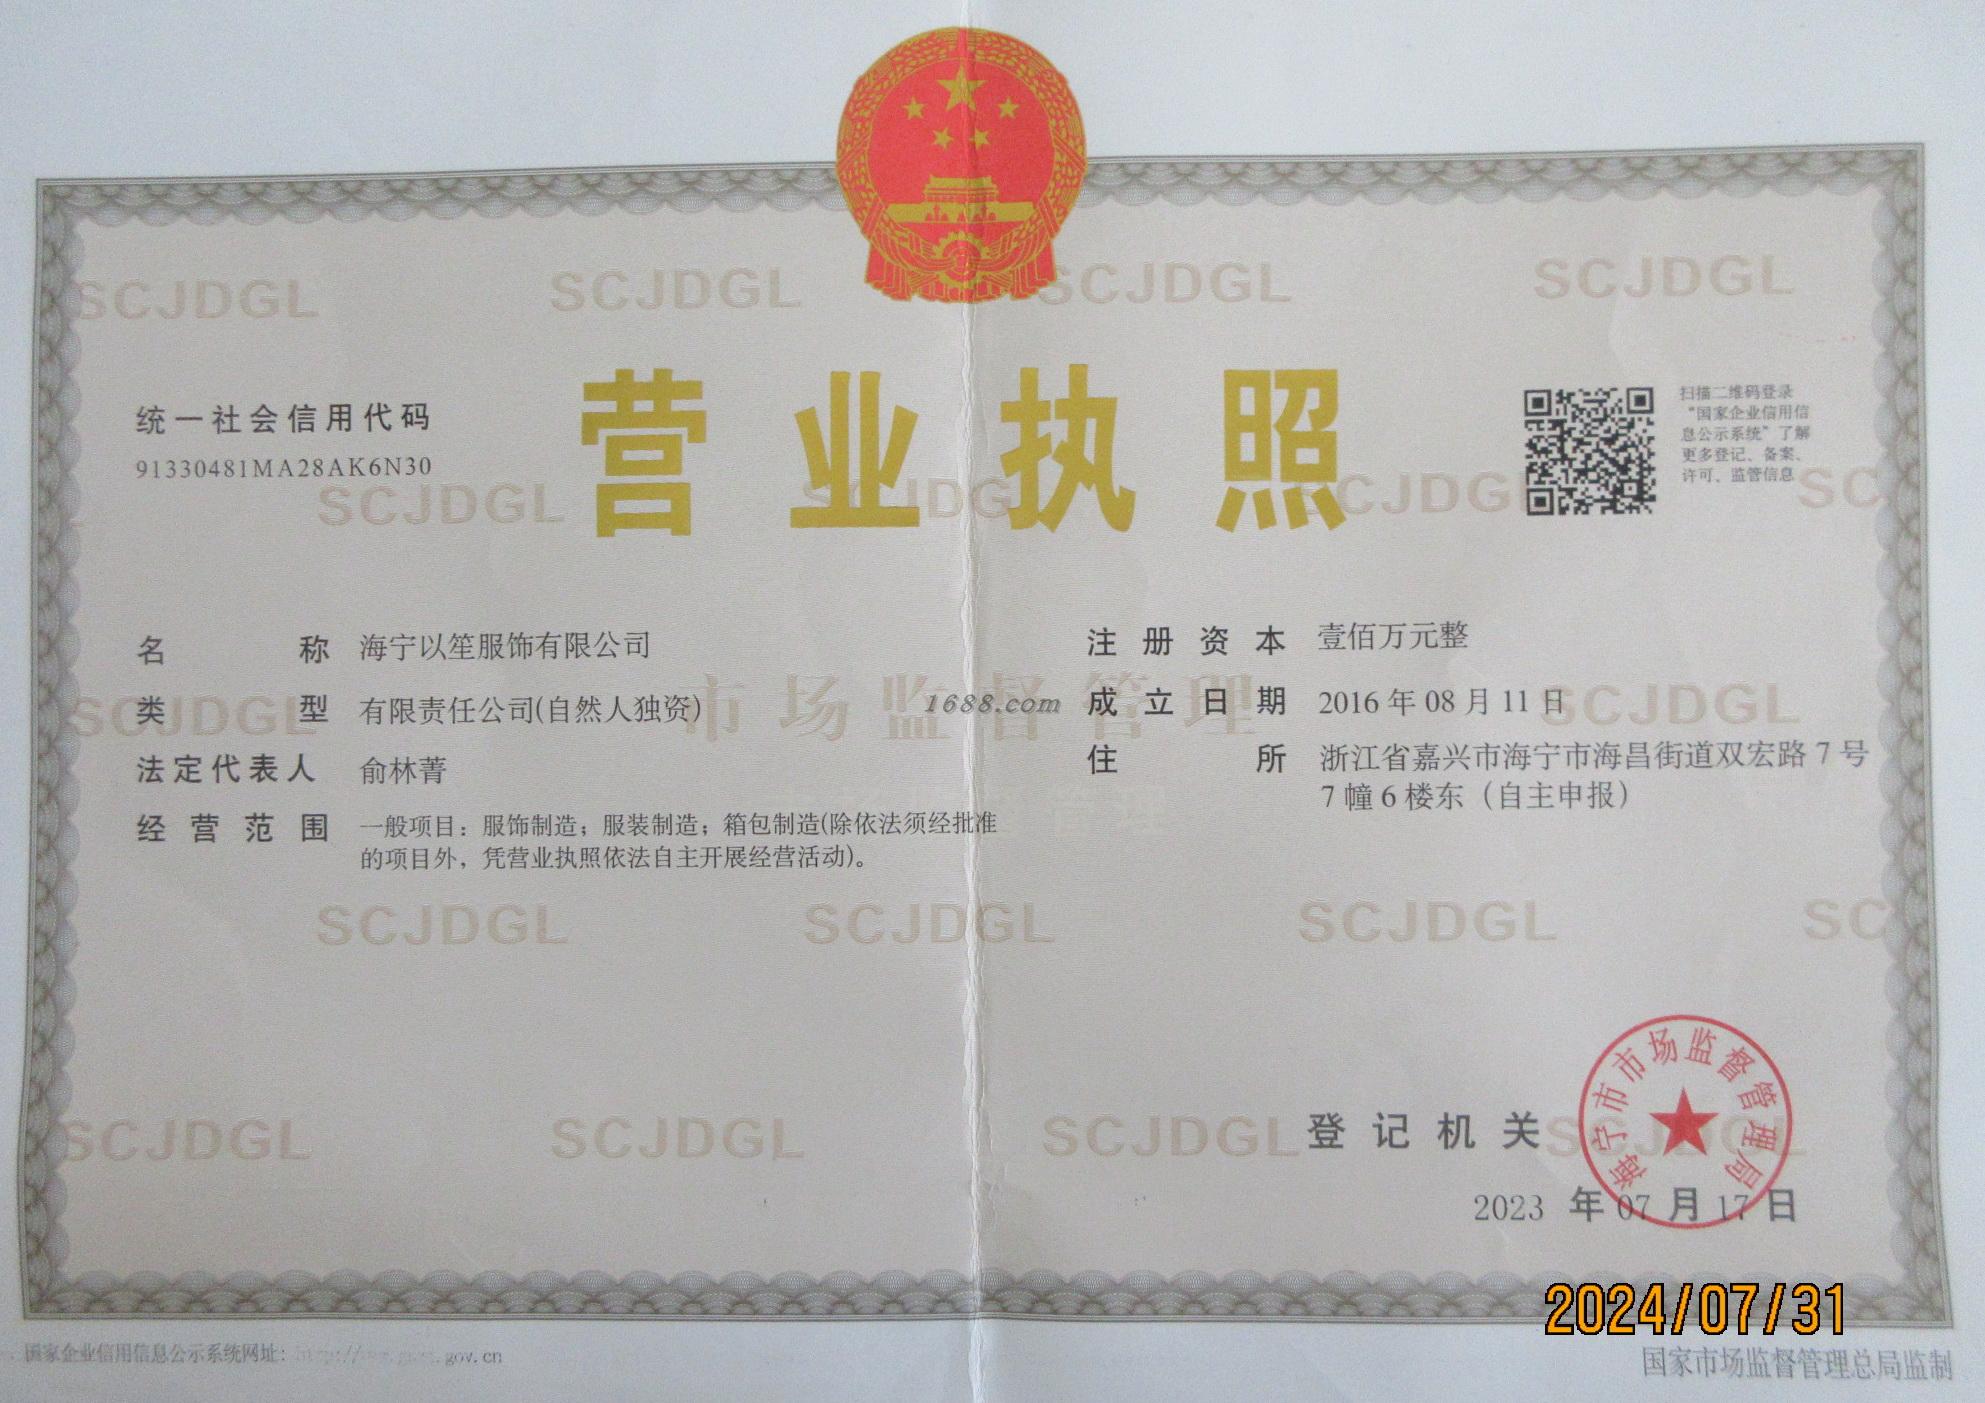 营业执照
统一社会信用代码
91330481MA28AK6N30
扫描二维码登录
“国家企业信用信
息公示系统”了解
更多登记、备案、
许可、监管信息
名称 海宁以笙服饰有限公司
类型 有限责任公司(自然人独资)
法定代表人 俞林菁
经营范围 一般项目：服饰制造；服装制造；箱包制造(除依法须经批准
的项目外，凭营业执照依法自主开展经营活动)。
注册资本 壹佰万元整
成立日期 2016年08月11日
住所 浙江省嘉兴市海宁市海昌街道双宏路7号
7幢6楼东（自主申报）
1688.com
市场监督管理
SCJDGL
登记机关
海宁市市场监督管理局
2023年07月17日
2024/07/31
国家企业信用信息公示系统网址：
国家市场监督管理总局监制